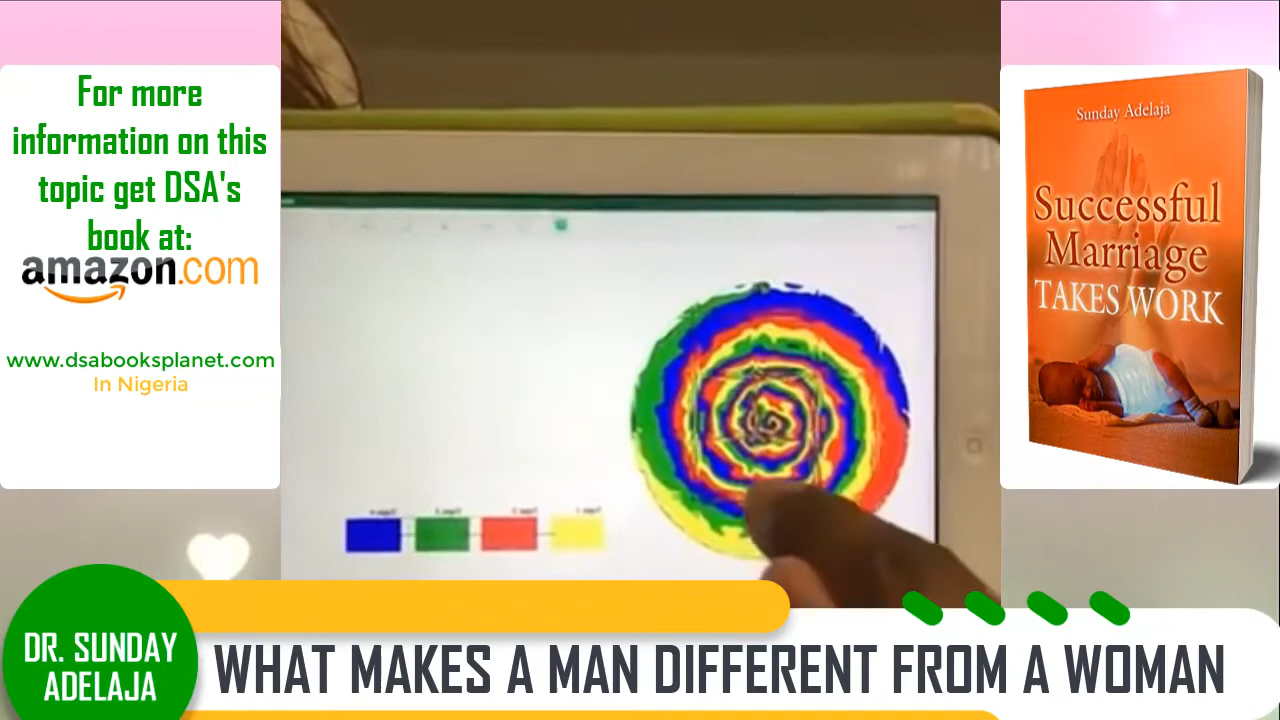 For more
information on this
topic get DSA's
book at:
amazon.com
www.dsabooksplanet.com
In Nigeria
Sunday Adelaja
Successful
Marriage
TAKES WORK
DR. SUNDAY
ADELAJA
WHAT MAKES A MAN DIFFERENT FROM A WOMAN